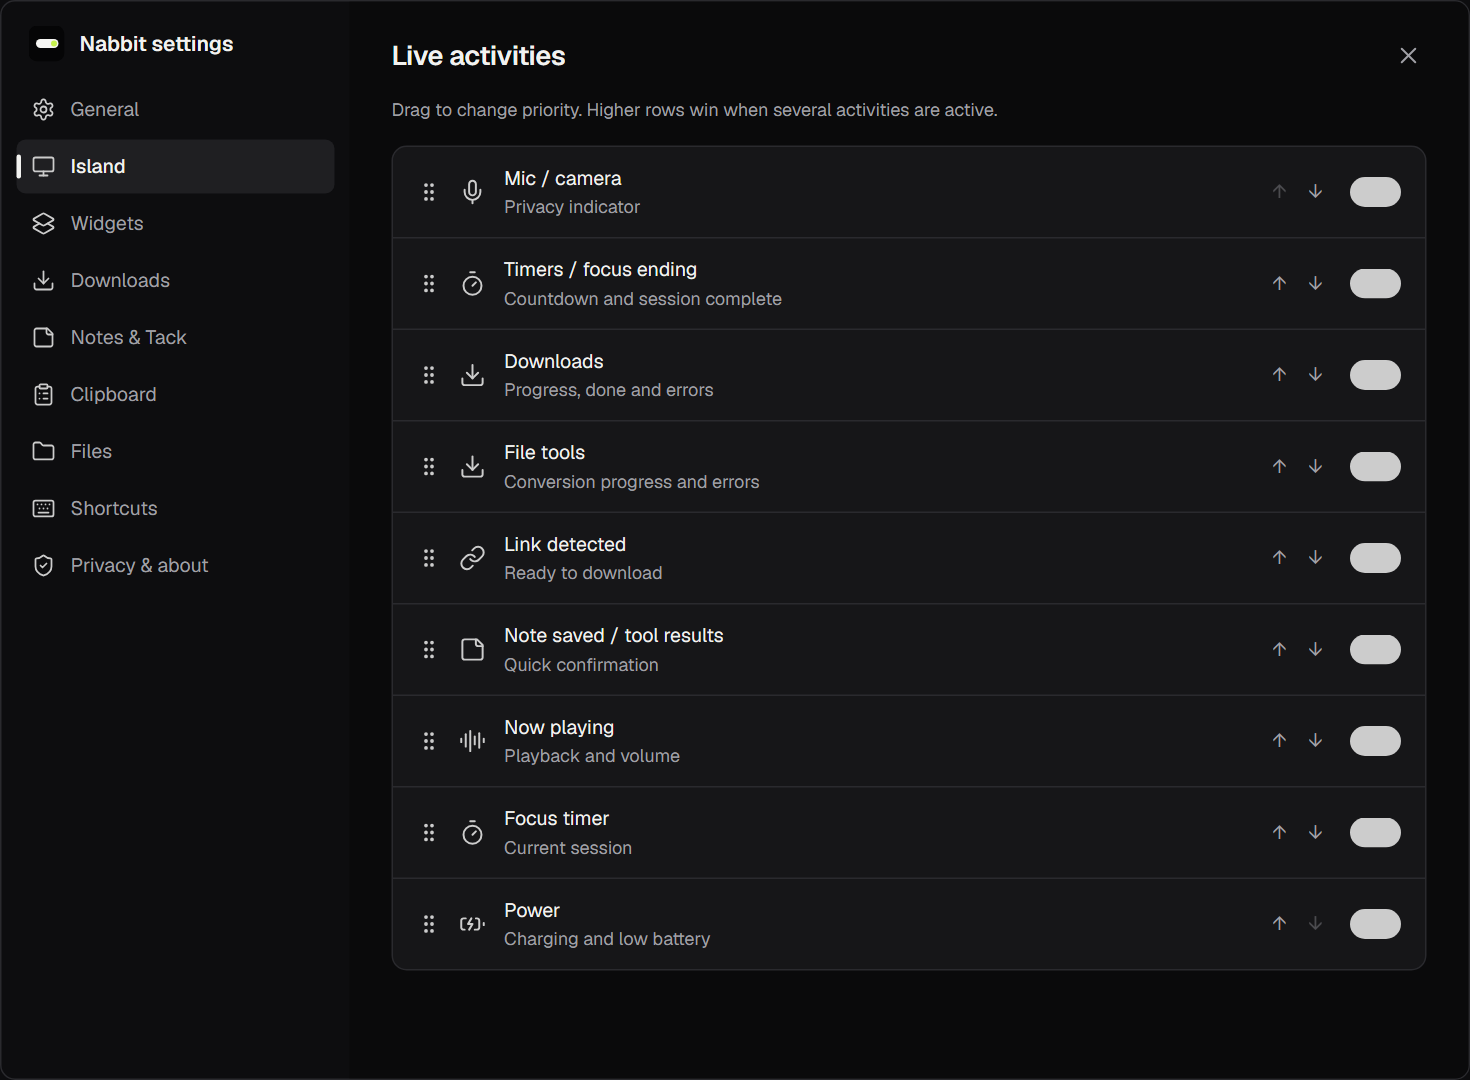 Nabbit settings
General
Island
Widgets
Downloads
Notes & Tack
Clipboard
Files
Shortcuts
Privacy & about
Live activities
Drag to change priority. Higher rows win when several activities are active.
Mic / camera
Privacy indicator
Timers / focus ending
Countdown and session complete
Downloads
Progress, done and errors
File tools
Conversion progress and errors
Link detected
Ready to download
Note saved / tool results
Quick confirmation
Now playing
Playback and volume
Focus timer
Current session
Power
Charging and low battery